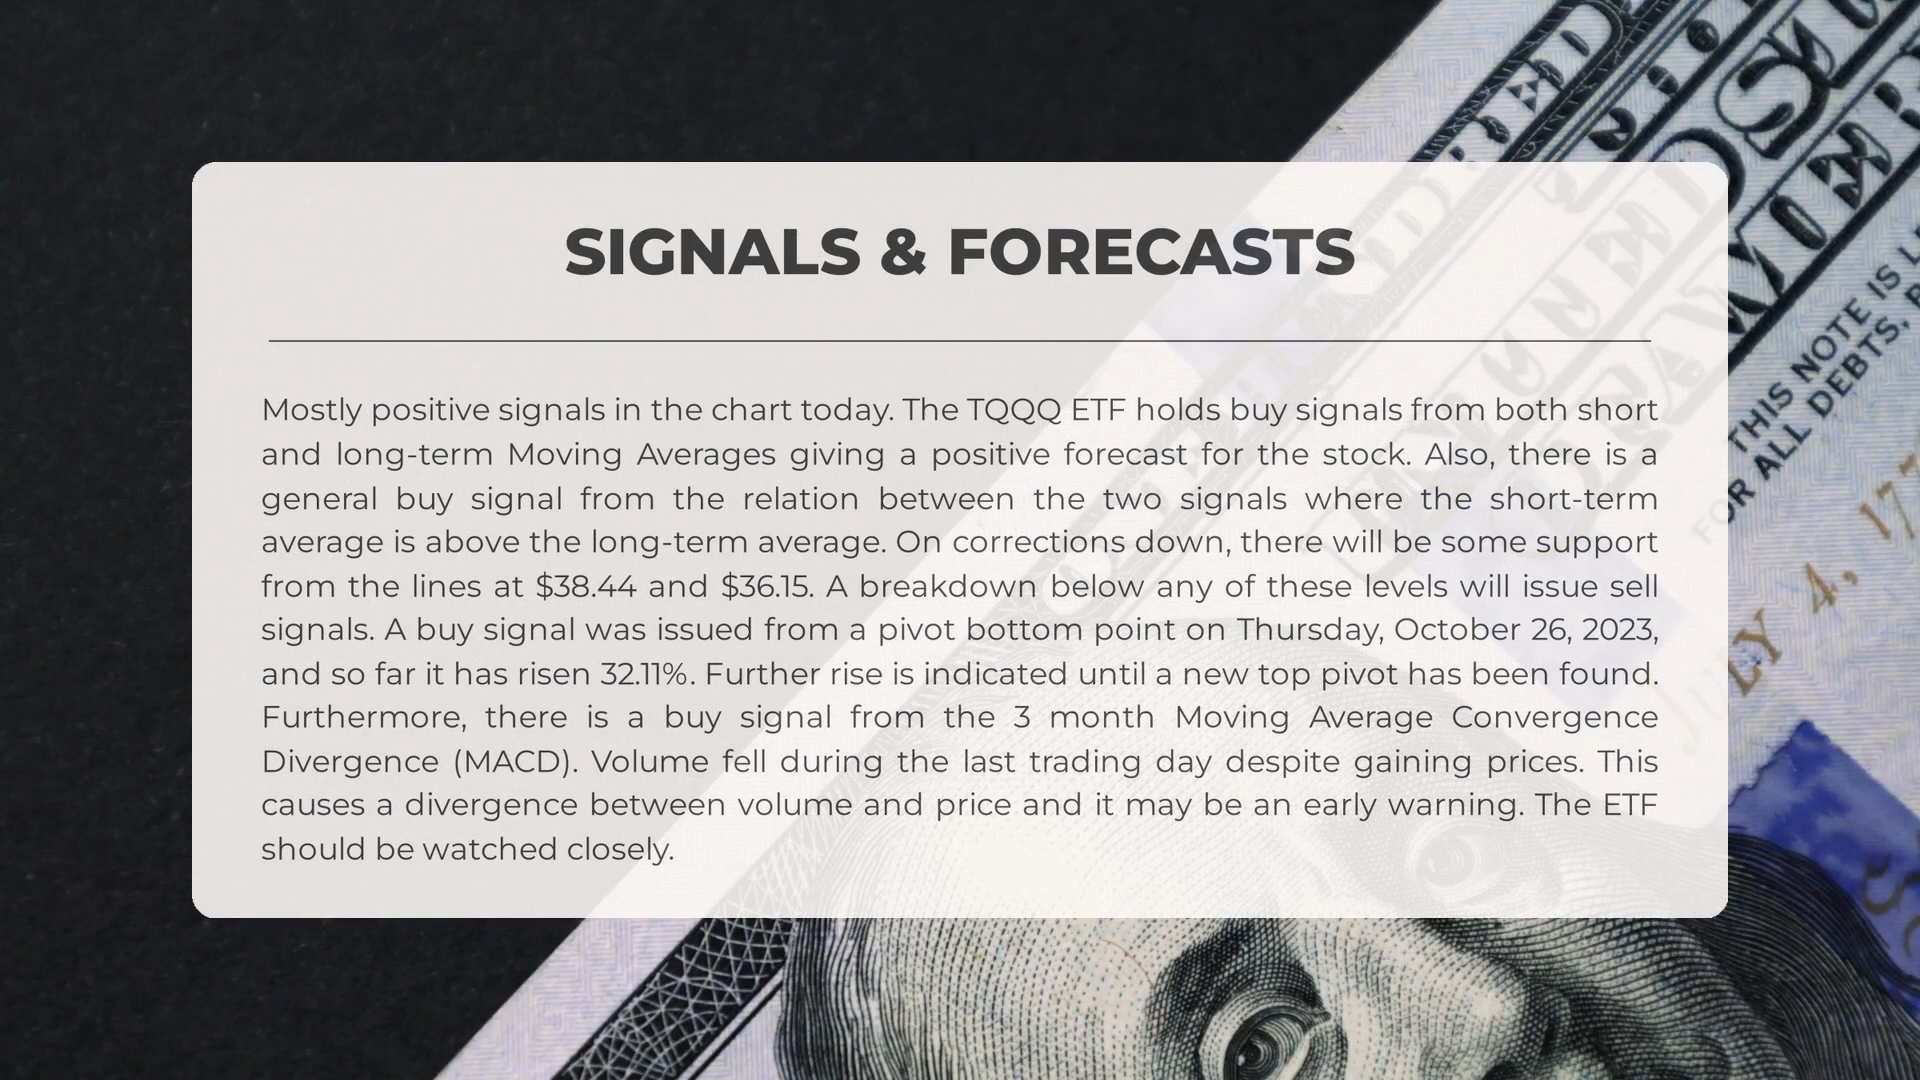 SIGNALS & FORECASTS
Mostly positive signals in the chart today. The TQQQ ETF holds buy signals from both short
and long-term Moving Averages giving a positive forecast for the stock. Also, there is a
general buy signal from the relation between the two signals where the short-term
average is above the long-term average. On corrections down, there will be some support
from the lines at $38.44 and $36.15. A breakdown below any of these levels will issue sell
signals. A buy signal was issued from a pivot bottom point on Thursday, October 26, 2023,
and so far it has risen 32.11%. Further rise is indicated until a new top pivot has been found.
Furthermore, there is a buy signal from the 3 month Moving Average Convergence
Divergence (MACD). Volume fell during the last trading day despite gaining prices. This
causes a divergence between volume and price and it may be an early warning. The ETF
should be watched closely.
THIS NOTE IS
FOR ALL DEBTS,
JULY 4,